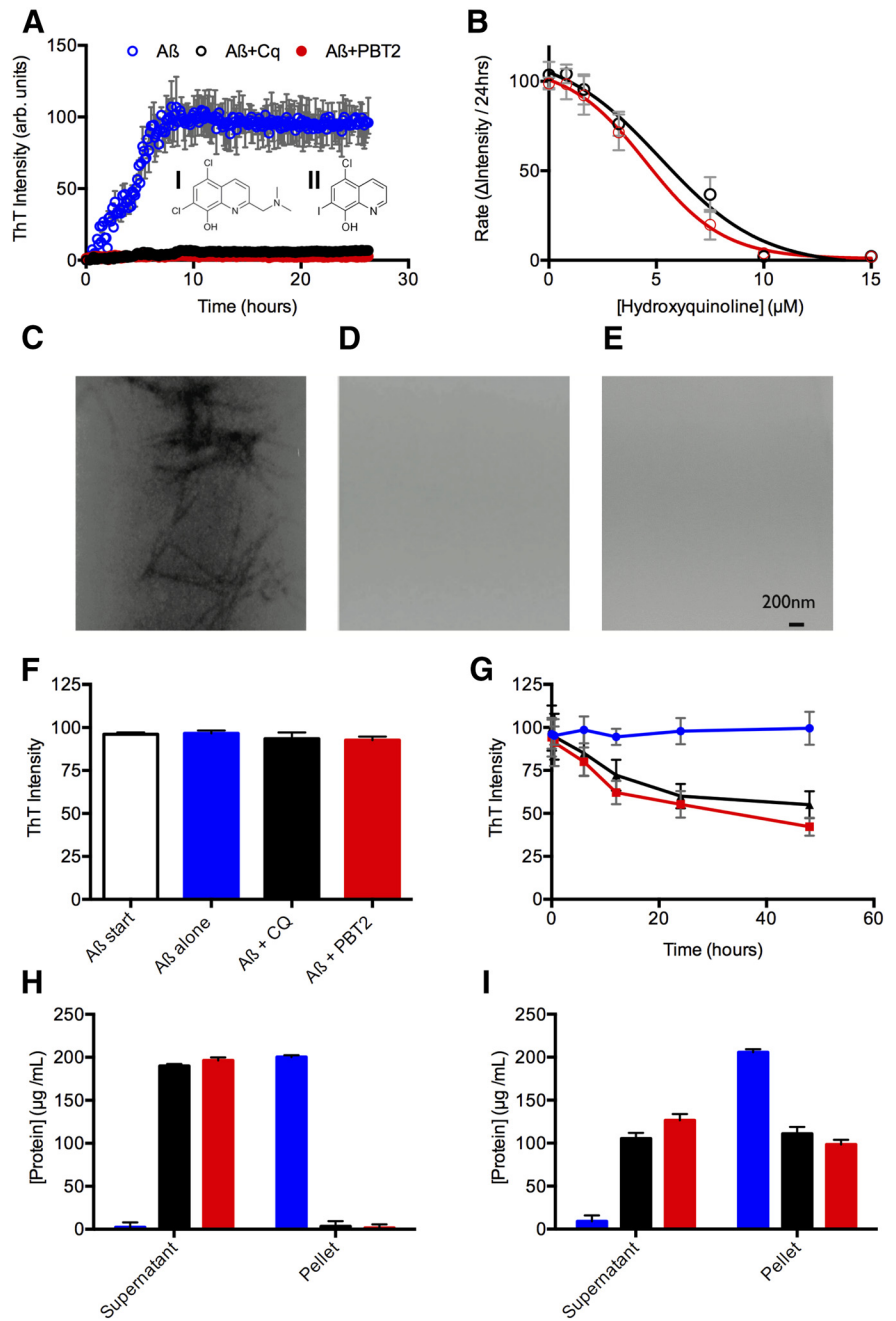 A
Aß
Aß+Cq
Aß+PBT2
ThT Intensity (arb. units)
150
100
50
0
0
10
20
30
Time (hours)
I
Cl
Cl
OH
N
N
II
Cl
I
OH
N
B
Rate (ΔIntensity / 24hrs)
100
50
0
0
5
10
15
[Hydroxyquinoline] (µM)
C
D
E
200nm
F
ThT Intensity
125
100
75
50
25
0
Aß start
Aß alone
Aß + CQ
Aß + PBT2
G
ThT Intensity
125
100
75
50
25
0
0
20
40
60
Time (hours)
H
[Protein] (µg /mL)
250
200
150
100
50
0
Supernatant
Pellet
I
[Protein] (µg /mL)
250
200
150
100
50
0
Supernatant
Pellet